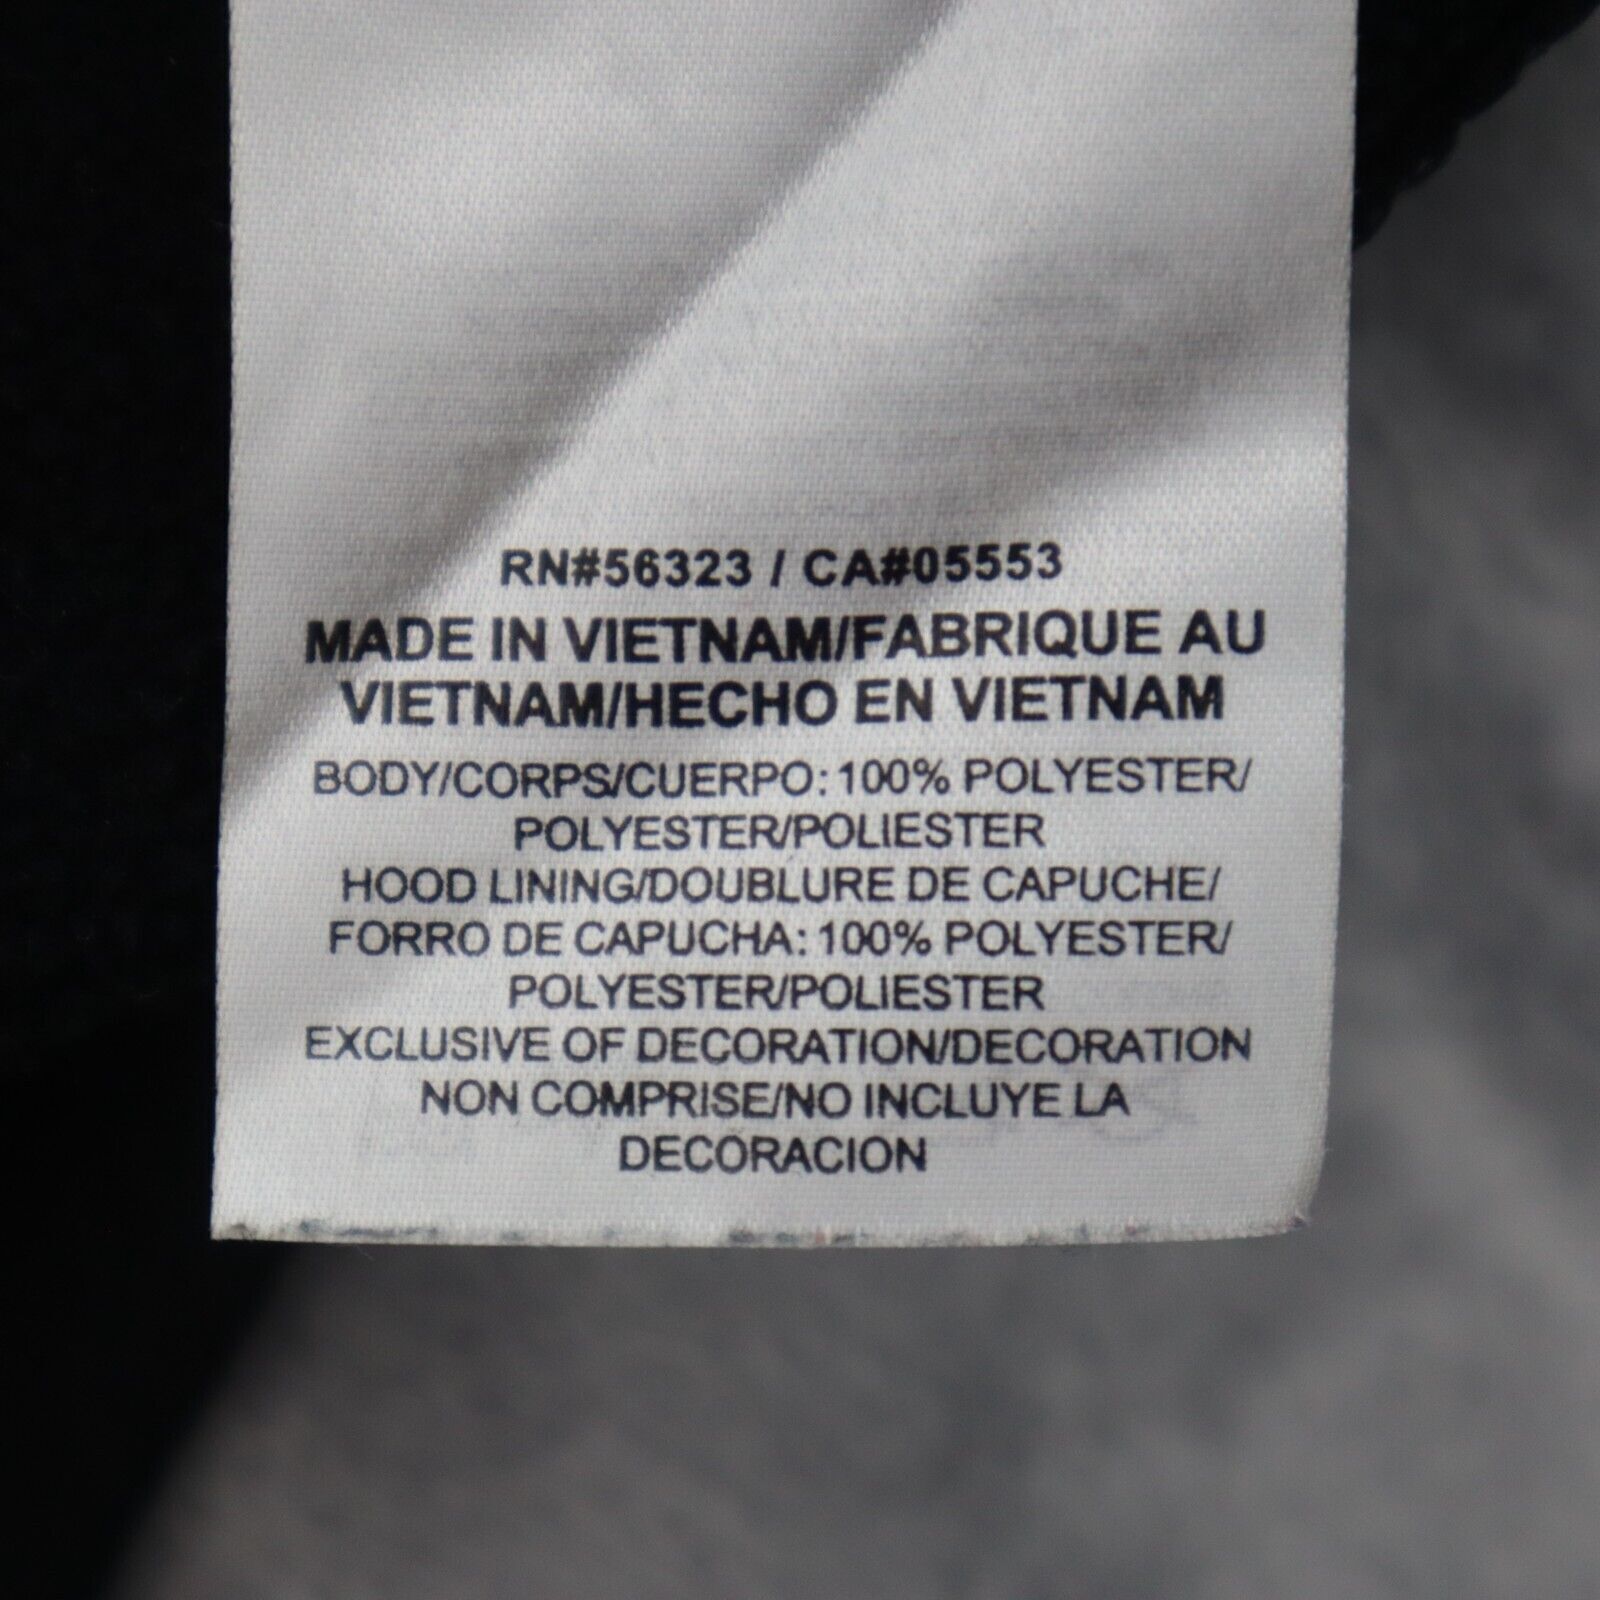 RN#56323 / CA#05553
MADE IN VIETNAM/FABRIQUE AU
VIETNAM/HECHO EN VIETNAM
BODY/CORPS/CUERPO: 100% POLYESTER/
POLYESTER/POLIESTER
HOOD LINING/DOUBLURE DE CAPUCHE/
FORRO DE CAPUCHA: 100% POLYESTER/
POLYESTER/POLIESTER
EXCLUSIVE OF DECORATION/DECORATION
NON COMPRISE/NO INCLUYE LA
DECORACION